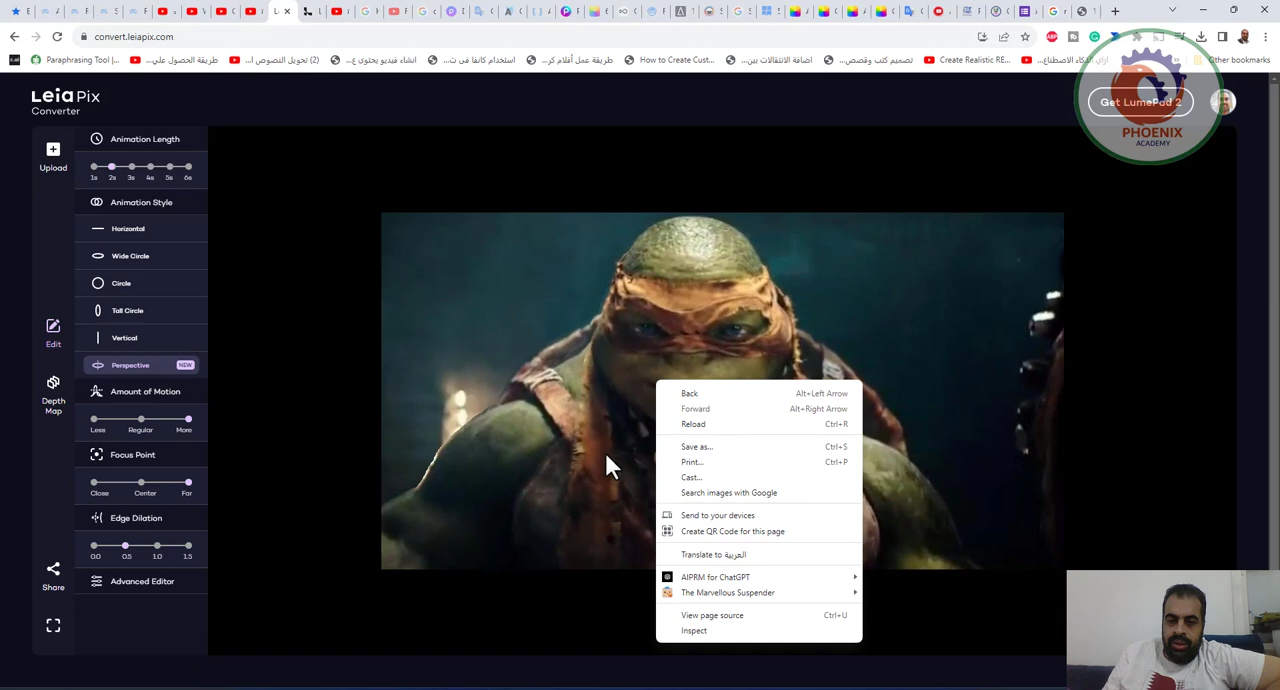 convert.leiapix.com
Paraphrasing Tool |...
طريقة الحصول علي...
(2) تحويل النصوص ا...
انشاء فيديو يحتوي ع...
استخدام كانفا فى ت...
طريقة عمل أفلام كر...
How to Create Cust...
اضافة الانتقالات بين...
تصميم كتب وقصص...
Create Realistic RE...
ازاي الذكاء الاصطناع...
Other bookmarks
Leia Pix
Converter
Get LumePad 2
PHOENIX
ACADEMY
Upload
Edit
Depth
Map
Share
Animation Length
1s 2s 3s 4s 5s 6s
Animation Style
Horizontal
Wide Circle
Circle
Tall Circle
Vertical
Perspective NEW
Amount of Motion
Less Regular More
Focus Point
Close Center Far
Edge Dilation
0.0 0.5 1.0 1.5
Advanced Editor
Back Alt+Left Arrow
Forward Alt+Right Arrow
Reload Ctrl+R
Save as... Ctrl+S
Print... Ctrl+P
Cast...
Search images with Google
Send to your devices
Create QR Code for this page
Translate to العربية
AIPRM for ChatGPT
The Marvellous Suspender
View page source Ctrl+U
Inspect